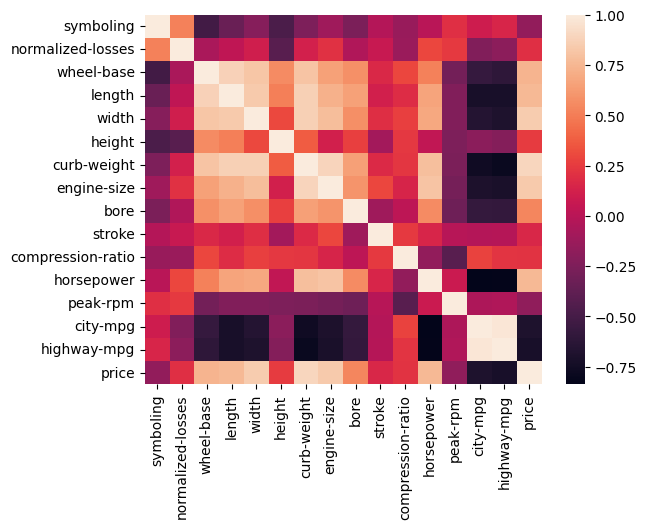 symboling
normalized-losses
wheel-base
length
width
height
curb-weight
engine-size
bore
stroke
compression-ratio
horsepower
peak-rpm
city-mpg
highway-mpg
price
symboling
normalized-losses
wheel-base
length
width
height
curb-weight
engine-size
bore
stroke
compression-ratio
horsepower
peak-rpm
city-mpg
highway-mpg
price
1.00
0.75
0.50
0.25
0.00
−0.25
−0.50
−0.75